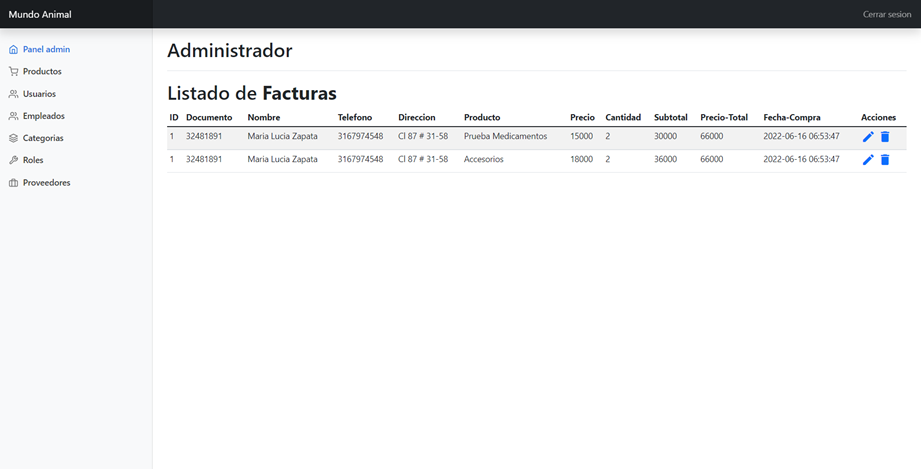 Mundo Animal
Cerrar sesion
Panel admin
Productos
Usuarios
Empleados
Categorias
Roles
Proveedores
Administrador
Listado de Facturas
ID Documento Nombre Telefono Direccion Producto Precio Cantidad Subtotal Precio-Total Fecha-Compra Acciones
1 32481891 Maria Lucia Zapata 3167974548 Cl 87 # 31-58 Prueba Medicamentos 15000 2 30000 66000 2022-06-16 06:53:47
1 32481891 Maria Lucia Zapata 3167974548 Cl 87 # 31-58 Accesorios 18000 2 36000 66000 2022-06-16 06:53:47